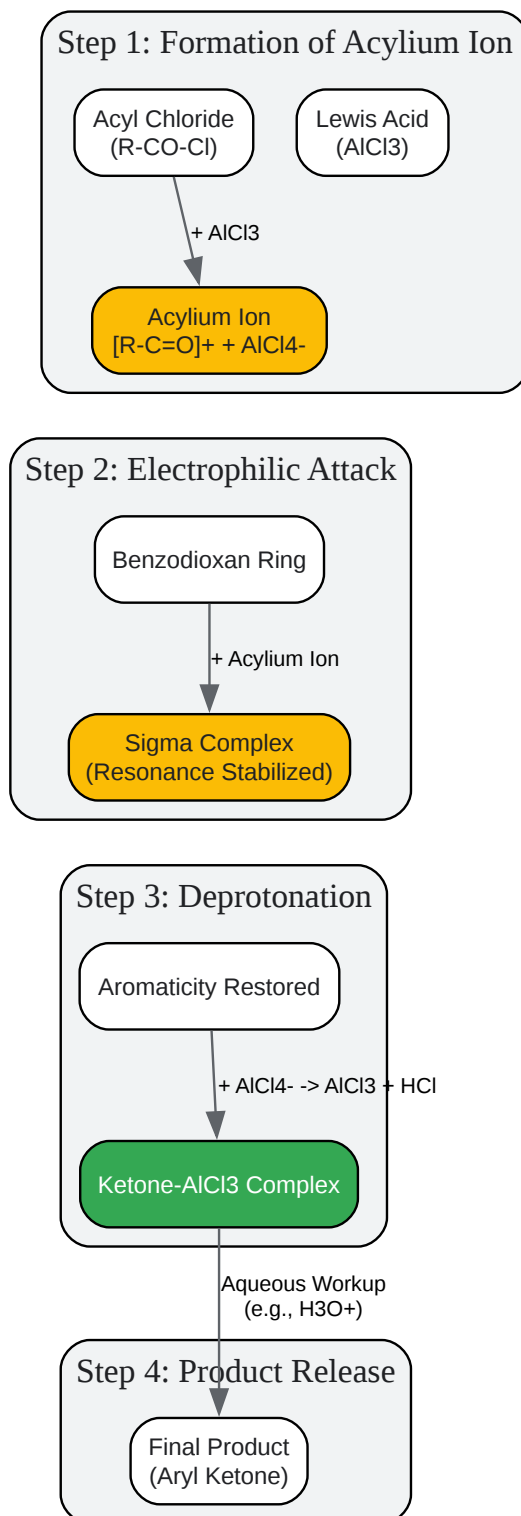 Step 1: Formation of Acylium Ion
Acyl Chloride
(R-CO-Cl)
Lewis Acid
(AlCl3)
+ AlCl3
Acylium Ion
[R-C=O]+ + AlCl4-
Step 2: Electrophilic Attack
Benzodioxan Ring
+ Acylium Ion
Sigma Complex
(Resonance Stabilized)
Step 3: Deprotonation
Aromaticity Restored
+ AlCl4- -> AlCl3 + HCl
Ketone-AlCl3 Complex
Aqueous Workup
(e.g., H3O+)
Step 4: Product Release
Final Product
(Aryl Ketone)